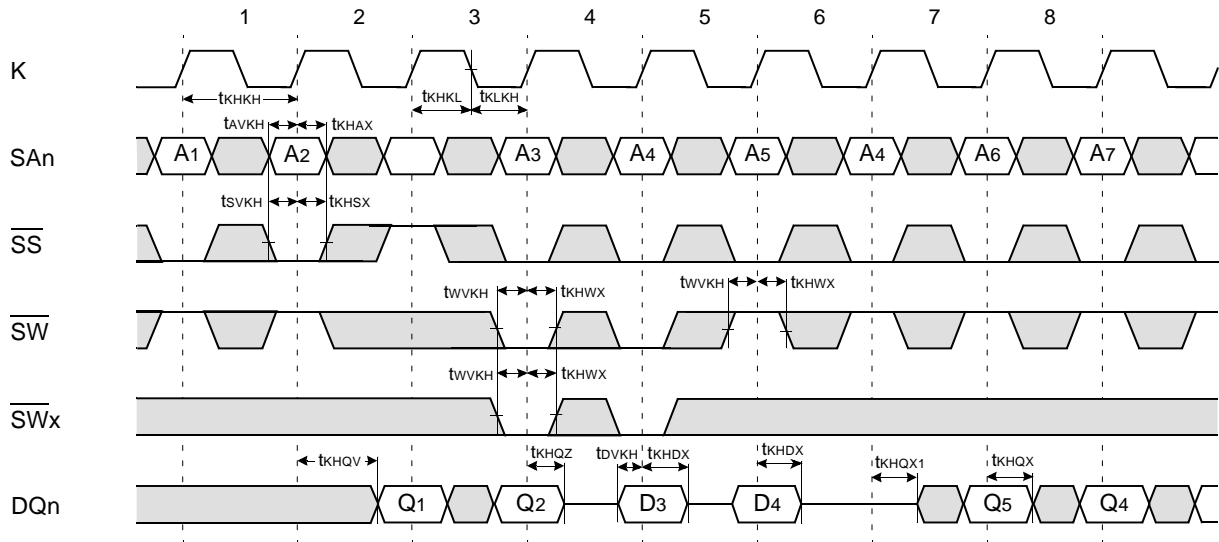 1 2 3 4 5 6 7 8
K
tKHKH tKHKL tKLKH
tAVKH tKHAX
SAn A1 A2 A3 A4 A5 A4 A6 A7
tSVKH tKHSX
SS
tWVKH tKHWX tWVKH tKHWX
SW
tWVKH tKHWX
SWx
tKHQV tKHQZ tDVKH tKHDX tKHDX tKHQX1 tKHQX
DQn Q1 Q2 D3 D4 Q5 Q4